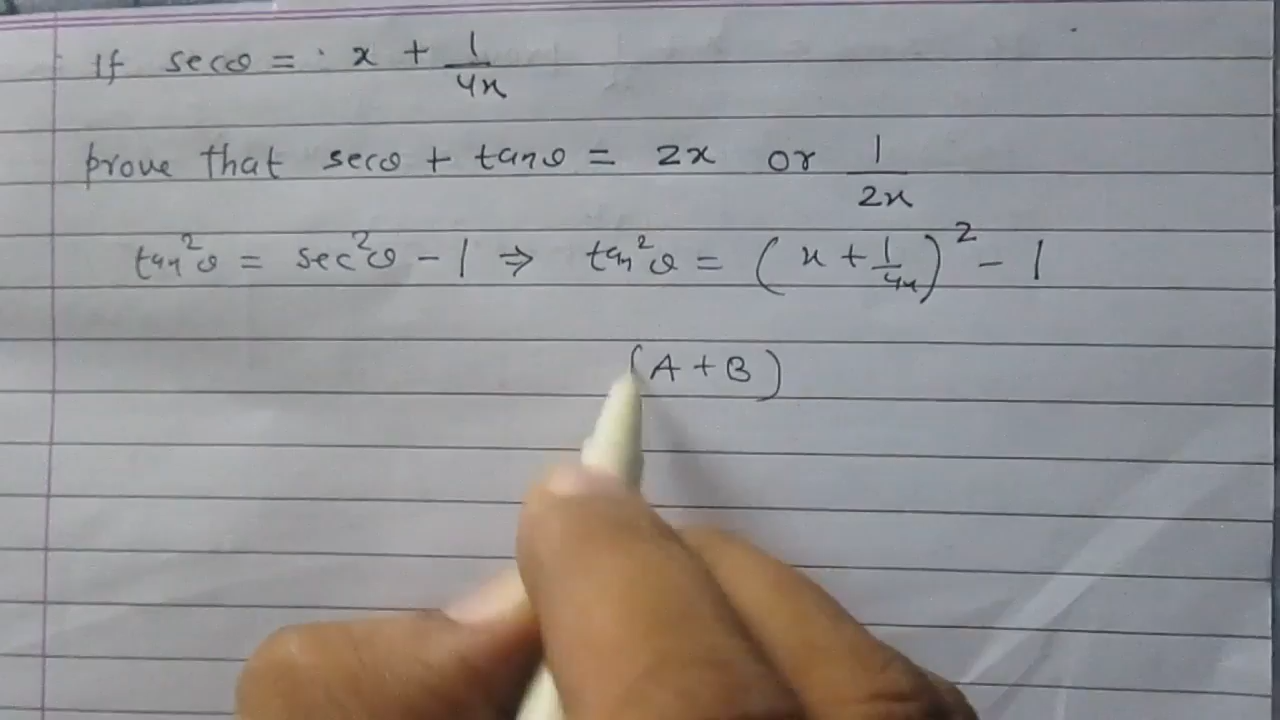 If secθ = x + 1/4x
prove that secθ + tanθ = 2x or 1/2x
tan²θ = sec²θ - 1 ⇒ tan²θ = (x + 1/4x)² - 1
(A + B)